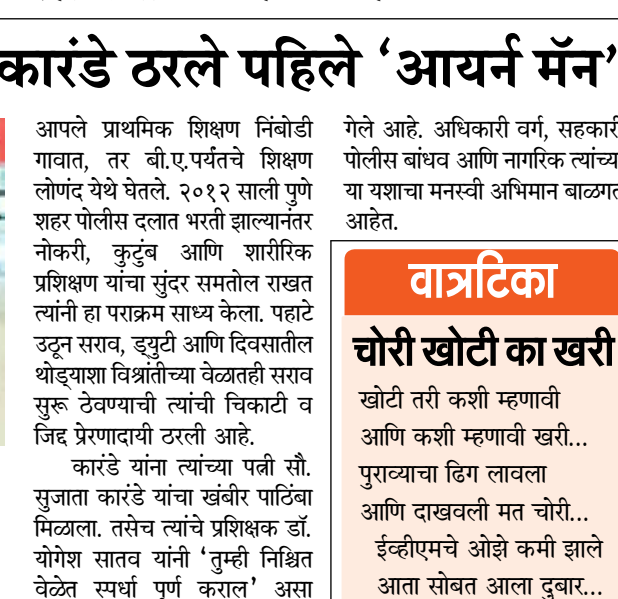 कारंडे ठरले पहिले ‘आयर्न मॅन’
आपले प्राथमिक शिक्षण निंबोडी
गावात, तर बी.ए.पर्यंतचे शिक्षण
लोणंद येथे घेतले. २०१२ साली पुणे
शहर पोलीस दलात भरती झाल्यानंतर
नोकरी, कुटुंब आणि शारीरिक
प्रशिक्षण यांचा सुंदर समतोल राखत
त्यांनी हा पराक्रम साध्य केला. पहाटे
उठून सराव, ड्युटी आणि दिवसातील
थोड्याशा विश्रांतीच्या वेळातही सराव
सुरू ठेवण्याची त्यांची चिकाटी व
जिद्द प्रेरणादायी ठरली आहे.
कारंडे यांना त्यांच्या पत्नी सौ.
सुजाता कारंडे यांचा खंबीर पाठिंबा
मिळाला. तसेच त्यांचे प्रशिक्षक डॉ.
योगेश सातव यांनी ‘तुम्ही निश्चित
वेळेत स्पर्धा पूर्ण कराल’ असा
गेले आहे. अधिकारी वर्ग, सहकारी
पोलीस बांधव आणि नागरिक त्यांच्या
या यशाचा मनस्वी अभिमान बाळगत
आहेत.
वात्रटिका
चोरी खोटी का खरी
खोटी तरी कशी म्हणावी
आणि कशी म्हणावी खरी...
पुराव्याचा ढिग लावला
आणि दाखवली मत चोरी...
ईव्हीएमचे ओझे कमी झाले
आता सोबत आला दुबार...